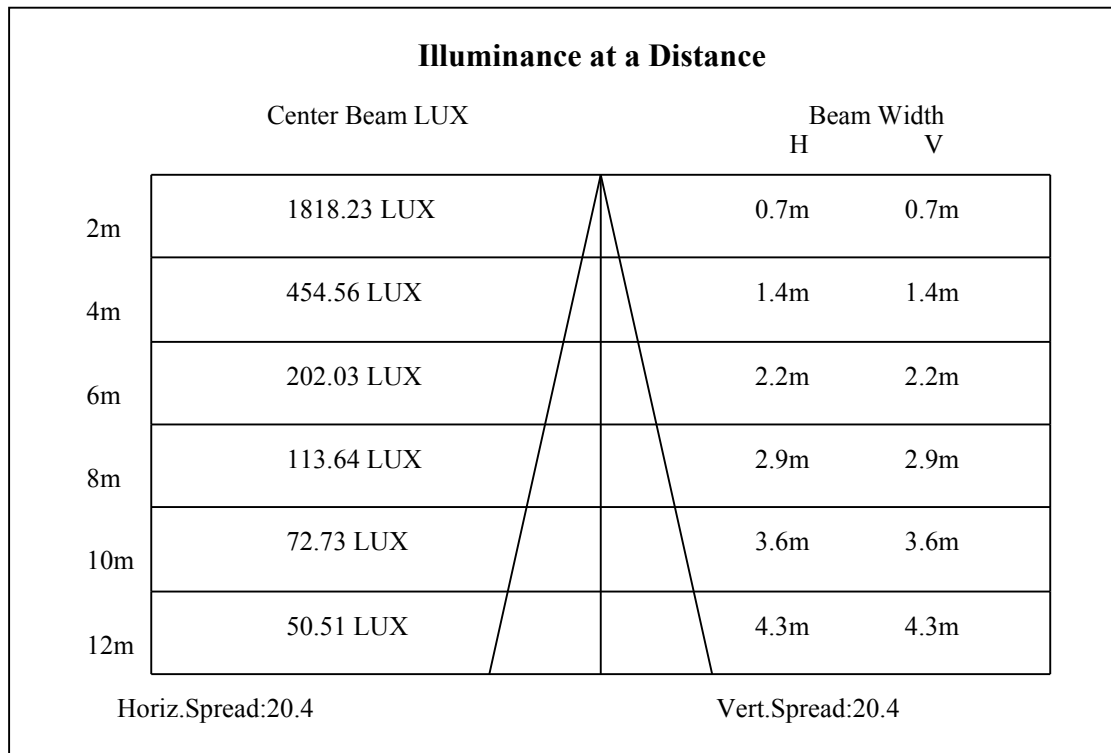 Illuminance at a Distance
Center Beam LUX Beam Width
H V
2m 1818.23 LUX 0.7m 0.7m
4m 454.56 LUX 1.4m 1.4m
6m 202.03 LUX 2.2m 2.2m
8m 113.64 LUX 2.9m 2.9m
10m 72.73 LUX 3.6m 3.6m
12m 50.51 LUX 4.3m 4.3m
Horiz.Spread:20.4 Vert.Spread:20.4